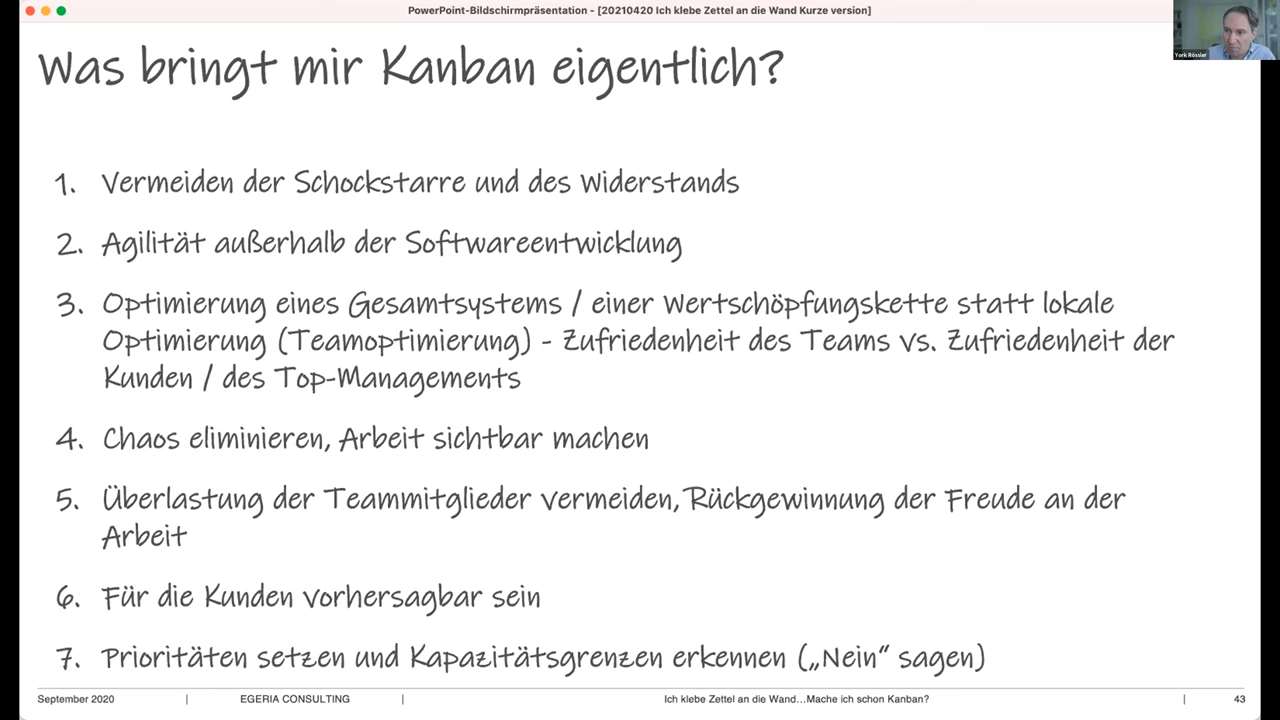 PowerPoint-Bildschirmpräsentation - [20210420 Ich klebe Zettel an die Wand Kurze version]
York Rössler
Was bringt mir Kanban eigentlich?
1. Vermeiden der Schockstarre und des Widerstands
2. Agilität außerhalb der Softwareentwicklung
3. Optimierung eines Gesamtsystems / einer Wertschöpfungskette statt lokale
Optimierung (Teamoptimierung) - Zufriedenheit des Teams vs. Zufriedenheit der
Kunden / des Top-Managements
4. Chaos eliminieren, Arbeit sichtbar machen
5. Überlastung der Teammitglieder vermeiden, Rückgewinnung der Freude an der
Arbeit
6. Für die Kunden vorhersagbar sein
7. Prioritäten setzen und Kapazitätsgrenzen erkennen („Nein“ sagen)
September 2020 | EGERIA CONSULTING | Ich klebe Zettel an die Wand...Mache ich schon Kanban? | 43